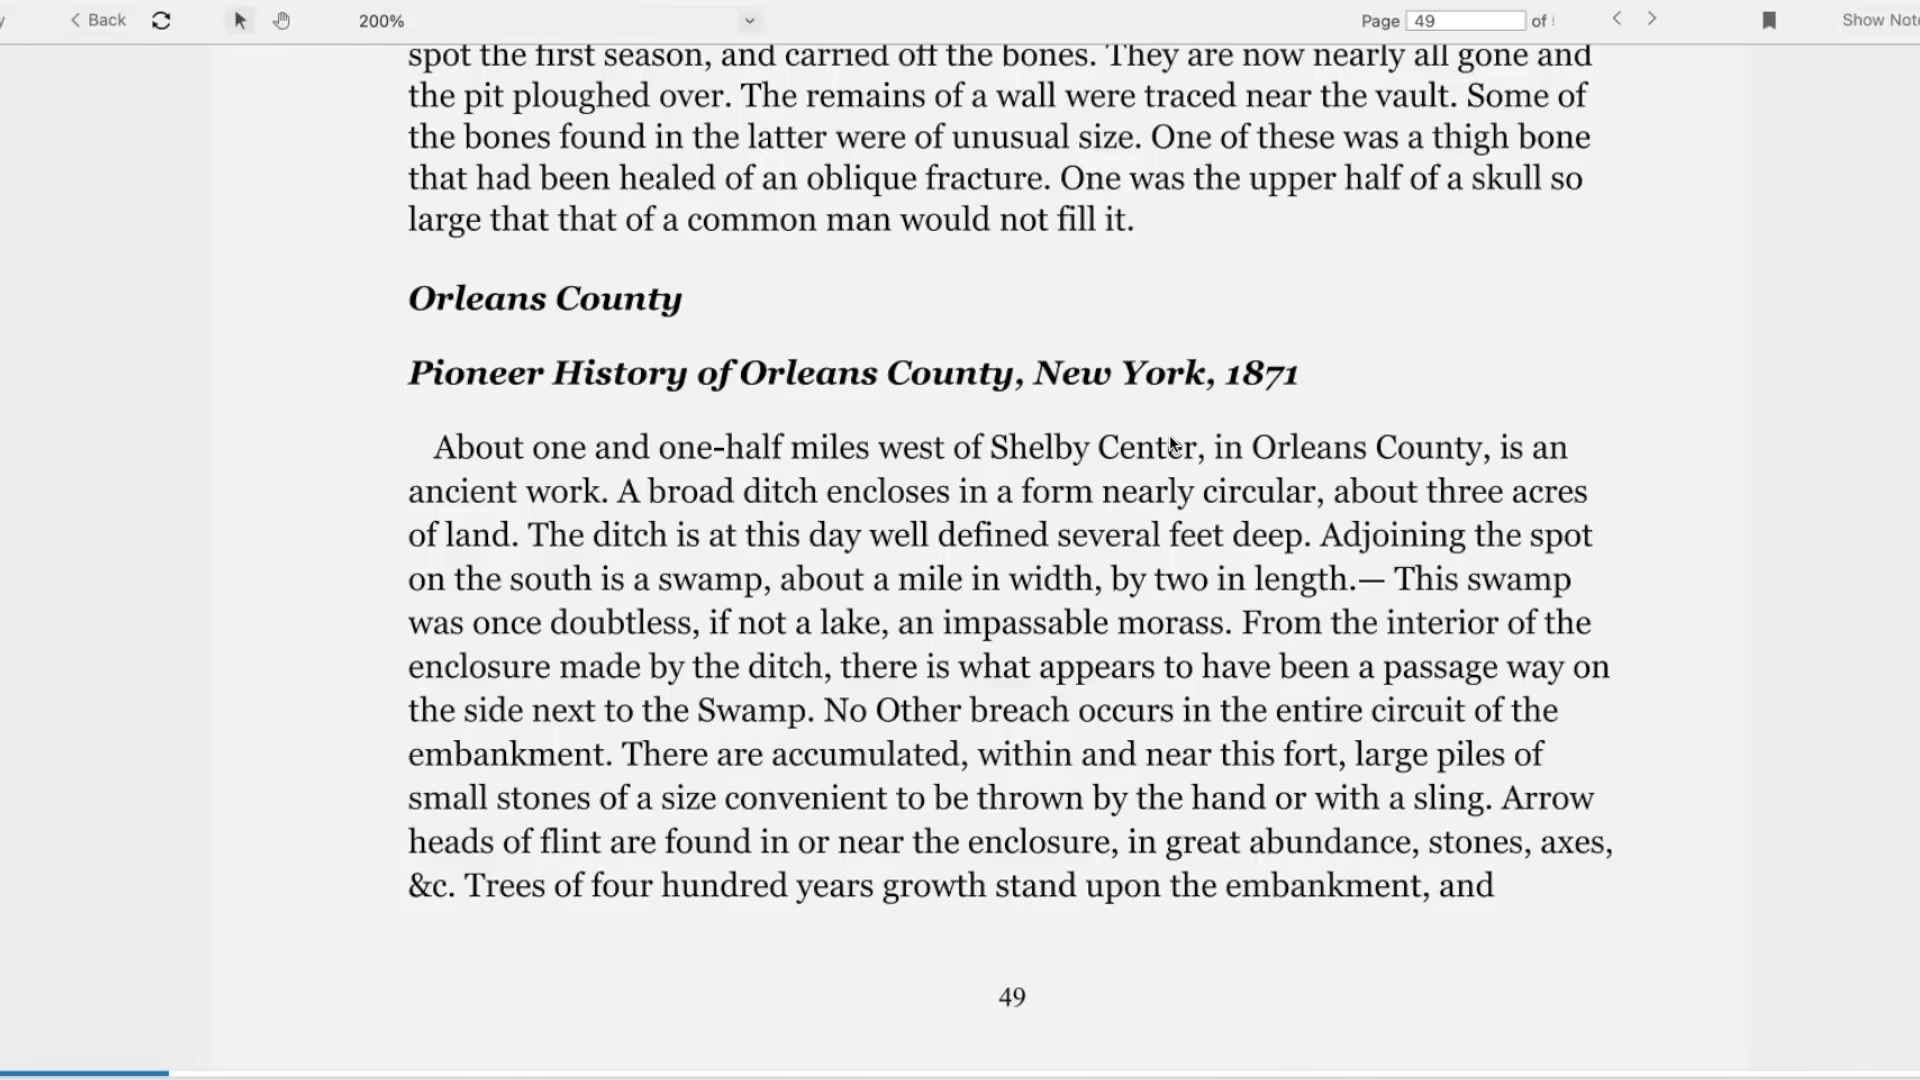 Back
200%
Page 49 of
Show Note
spot the first season, and carried off the bones. They are now nearly all gone and
the pit ploughed over. The remains of a wall were traced near the vault. Some of
the bones found in the latter were of unusual size. One of these was a thigh bone
that had been healed of an oblique fracture. One was the upper half of a skull so
large that that of a common man would not fill it.
Orleans County
Pioneer History of Orleans County, New York, 1871
About one and one-half miles west of Shelby Center, in Orleans County, is an
ancient work. A broad ditch encloses in a form nearly circular, about three acres
of land. The ditch is at this day well defined several feet deep. Adjoining the spot
on the south is a swamp, about a mile in width, by two in length.— This swamp
was once doubtless, if not a lake, an impassable morass. From the interior of the
enclosure made by the ditch, there is what appears to have been a passage way on
the side next to the Swamp. No Other breach occurs in the entire circuit of the
embankment. There are accumulated, within and near this fort, large piles of
small stones of a size convenient to be thrown by the hand or with a sling. Arrow
heads of flint are found in or near the enclosure, in great abundance, stones, axes,
&c. Trees of four hundred years growth stand upon the embankment, and
49